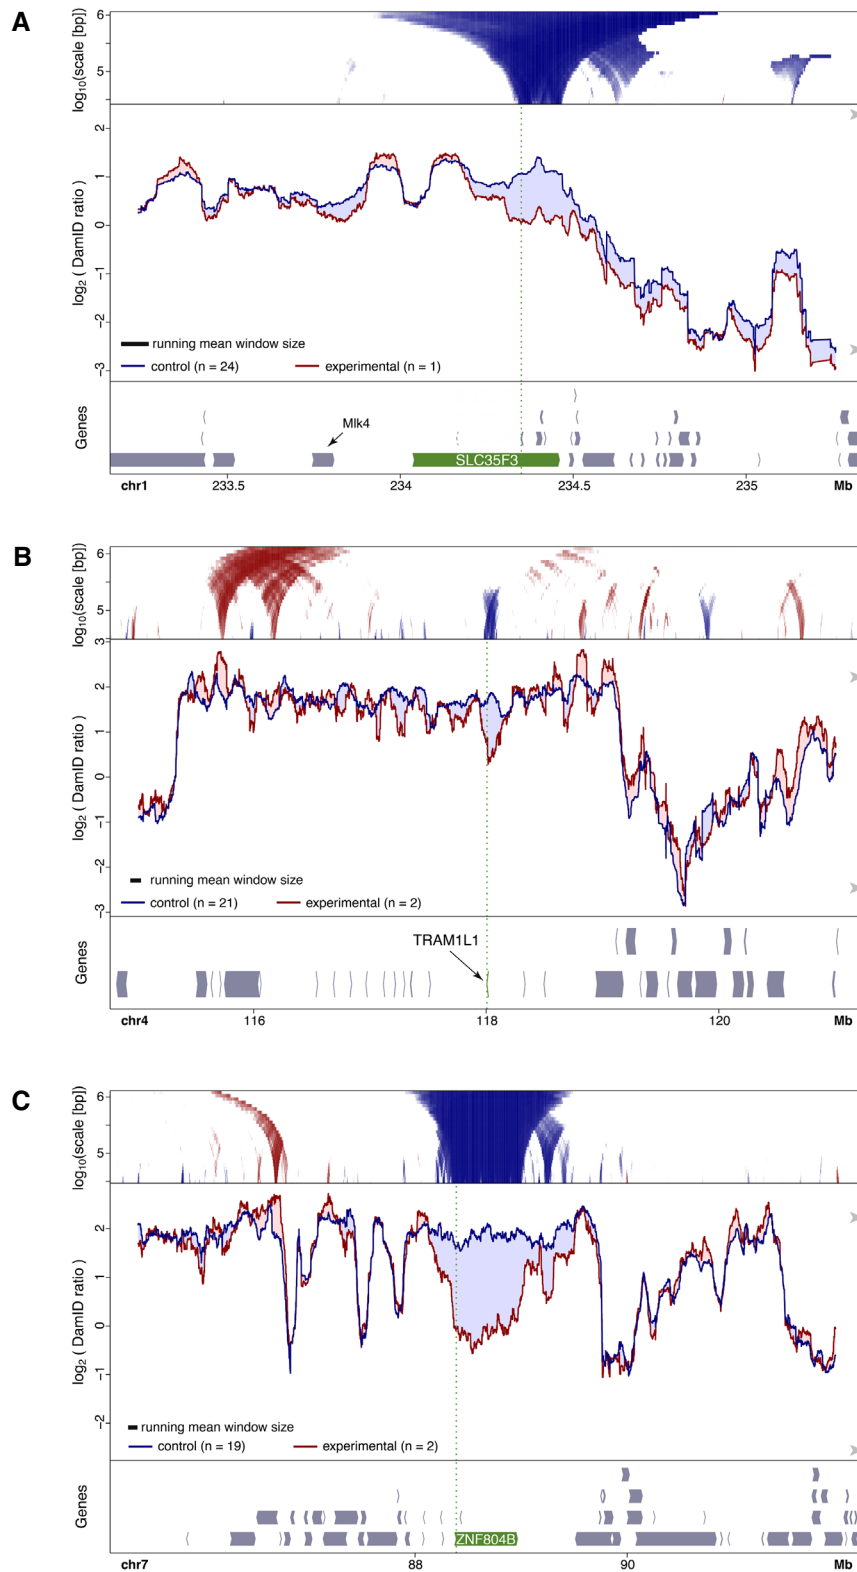 A
log10(scale [bp])
6
5
log2 ( DamID ratio )
2
1
0
−1
−2
−3
running mean window size
control (n = 24)
experimental (n = 1)
Genes
Mlk4
SLC35F3
chr1
233.5
234
234.5
235
Mb
B
log10(scale [bp])
6
5
log2 ( DamID ratio )
3
2
1
0
−1
−2
−3
running mean window size
control (n = 21)
experimental (n = 2)
Genes
TRAM1L1
chr4
116
118
120
Mb
C
log10(scale [bp])
6
5
log2 ( DamID ratio )
2
1
0
−1
−2
running mean window size
control (n = 19)
experimental (n = 2)
Genes
ZNF804B
chr7
88
90
Mb